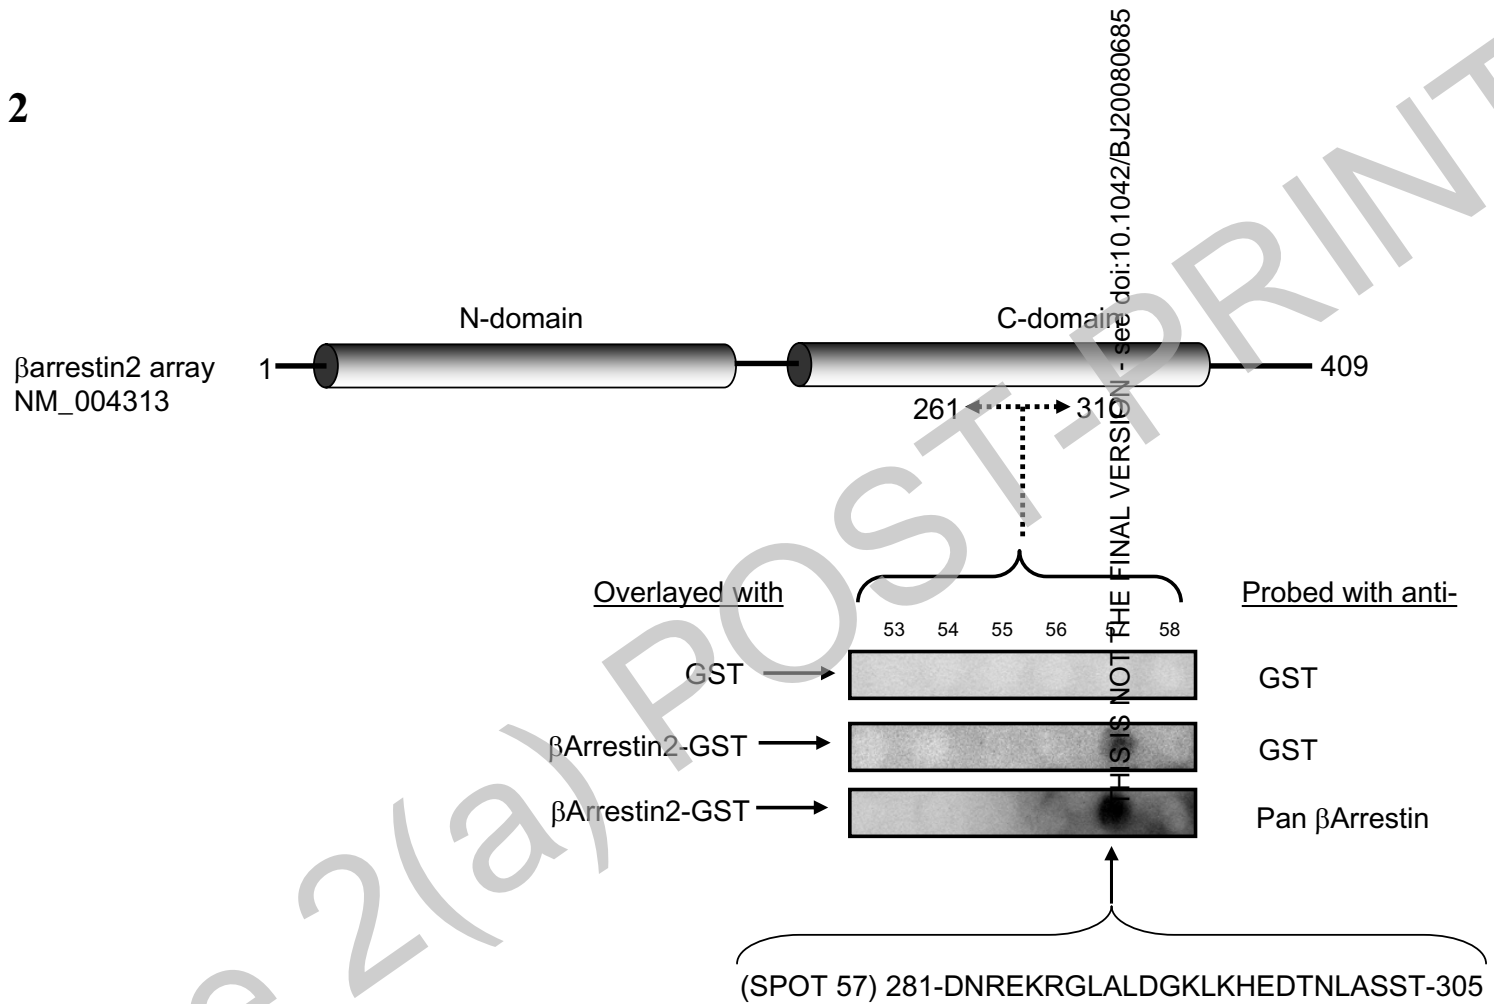 2
N-domain
C-domain
βarrestin2 array
NM_004313
1
409
261
310
Overlayed with
Probed with anti-
53 54 55 56 57 58
GST
GST
βArrestin2-GST
GST
βArrestin2-GST
Pan βArrestin
(SPOT 57) 281-DNREKRGLALDGKLKHEDTNLASST-305
THIS IS NOT THE FINAL VERSION - see doi:10.1042/BJ20080685
2(a) POST-PRINT